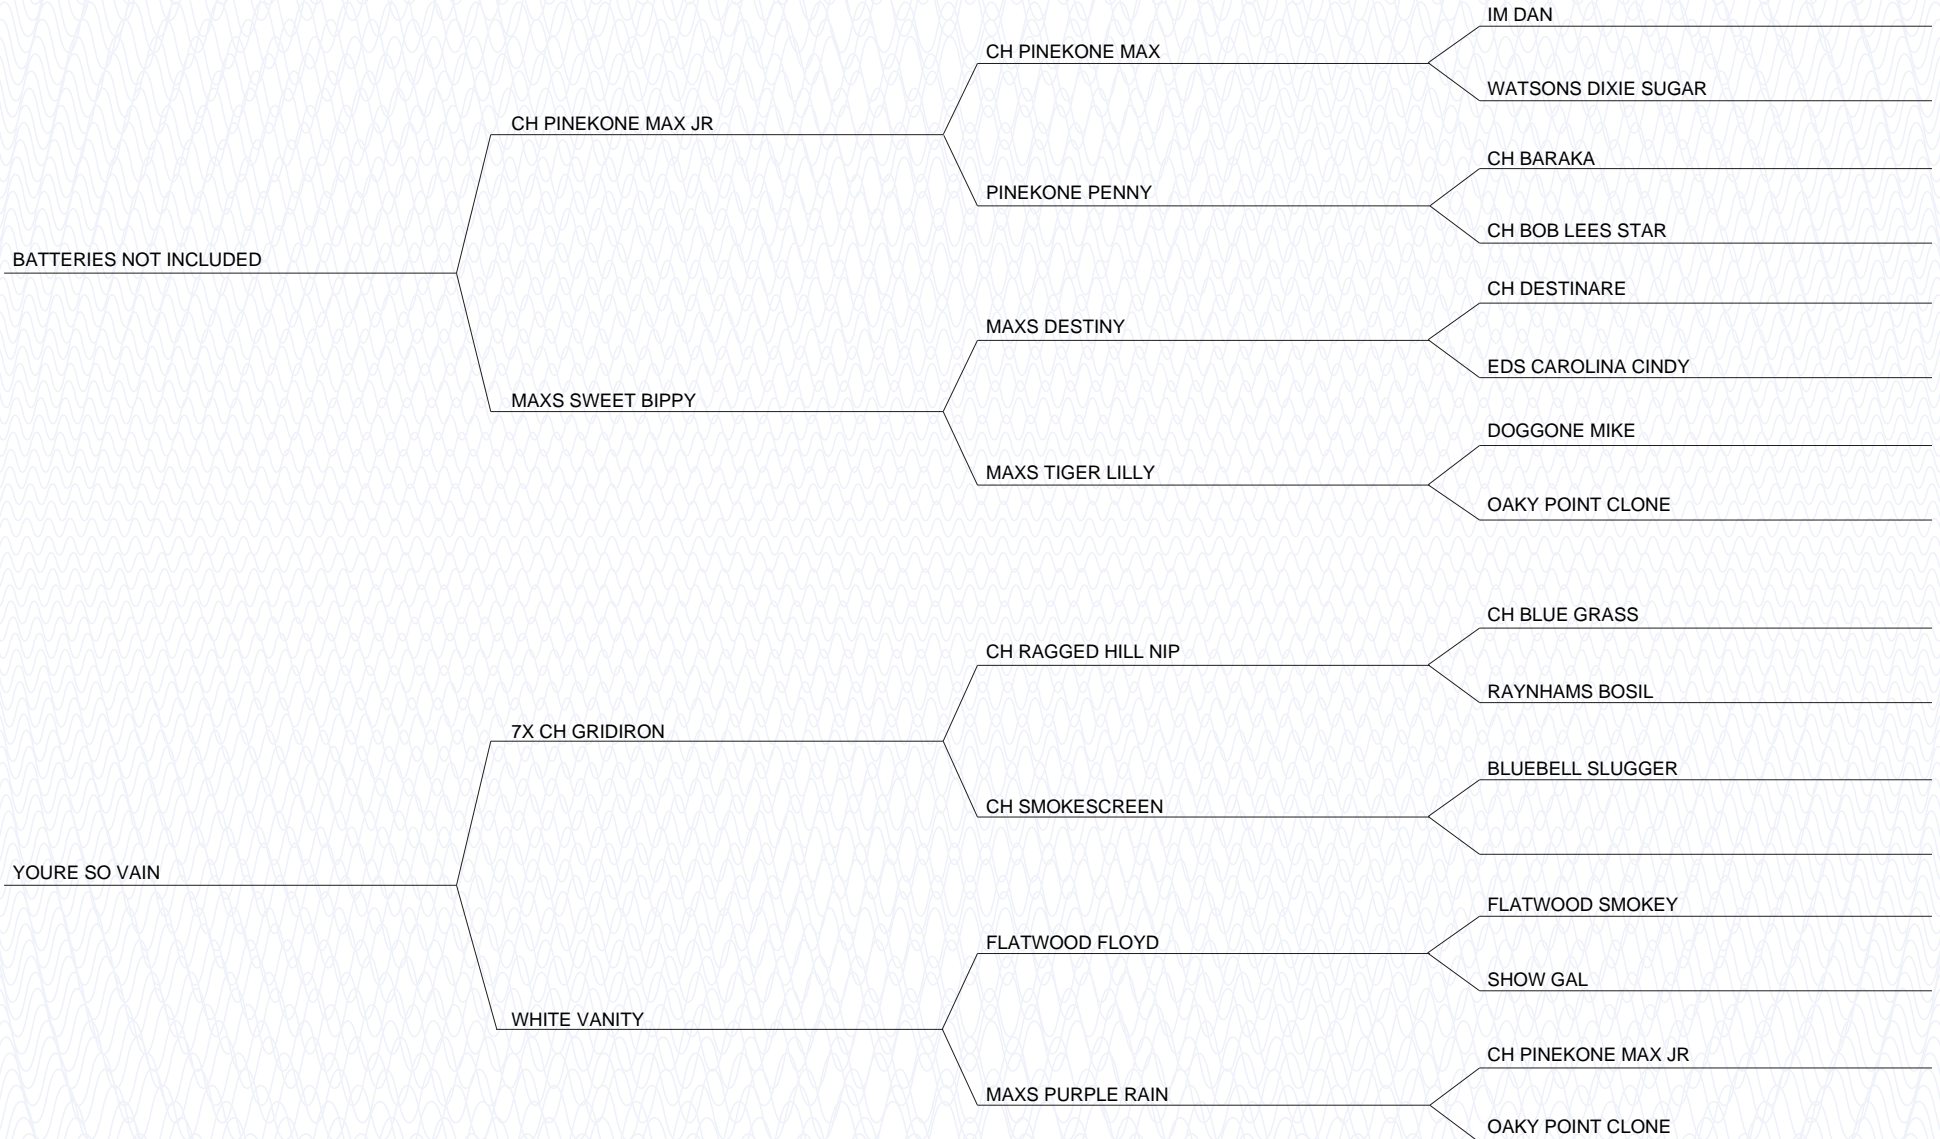 IM DAN
CH PINEKONE MAX
WATSONS DIXIE SUGAR
CH PINEKONE MAX JR
CH BARAKA
PINEKONE PENNY
CH BOB LEES STAR
BATTERIES NOT INCLUDED
CH DESTINARE
MAXS DESTINY
EDS CAROLINA CINDY
MAXS SWEET BIPPY
DOGGONE MIKE
MAXS TIGER LILLY
OAKY POINT CLONE
CH BLUE GRASS
CH RAGGED HILL NIP
RAYNHAMS BOSIL
7X CH GRIDIRON
BLUEBELL SLUGGER
CH SMOKESCREEN
YOURE SO VAIN
FLATWOOD SMOKEY
FLATWOOD FLOYD
SHOW GAL
WHITE VANITY
CH PINEKONE MAX JR
MAXS PURPLE RAIN
OAKY POINT CLONE